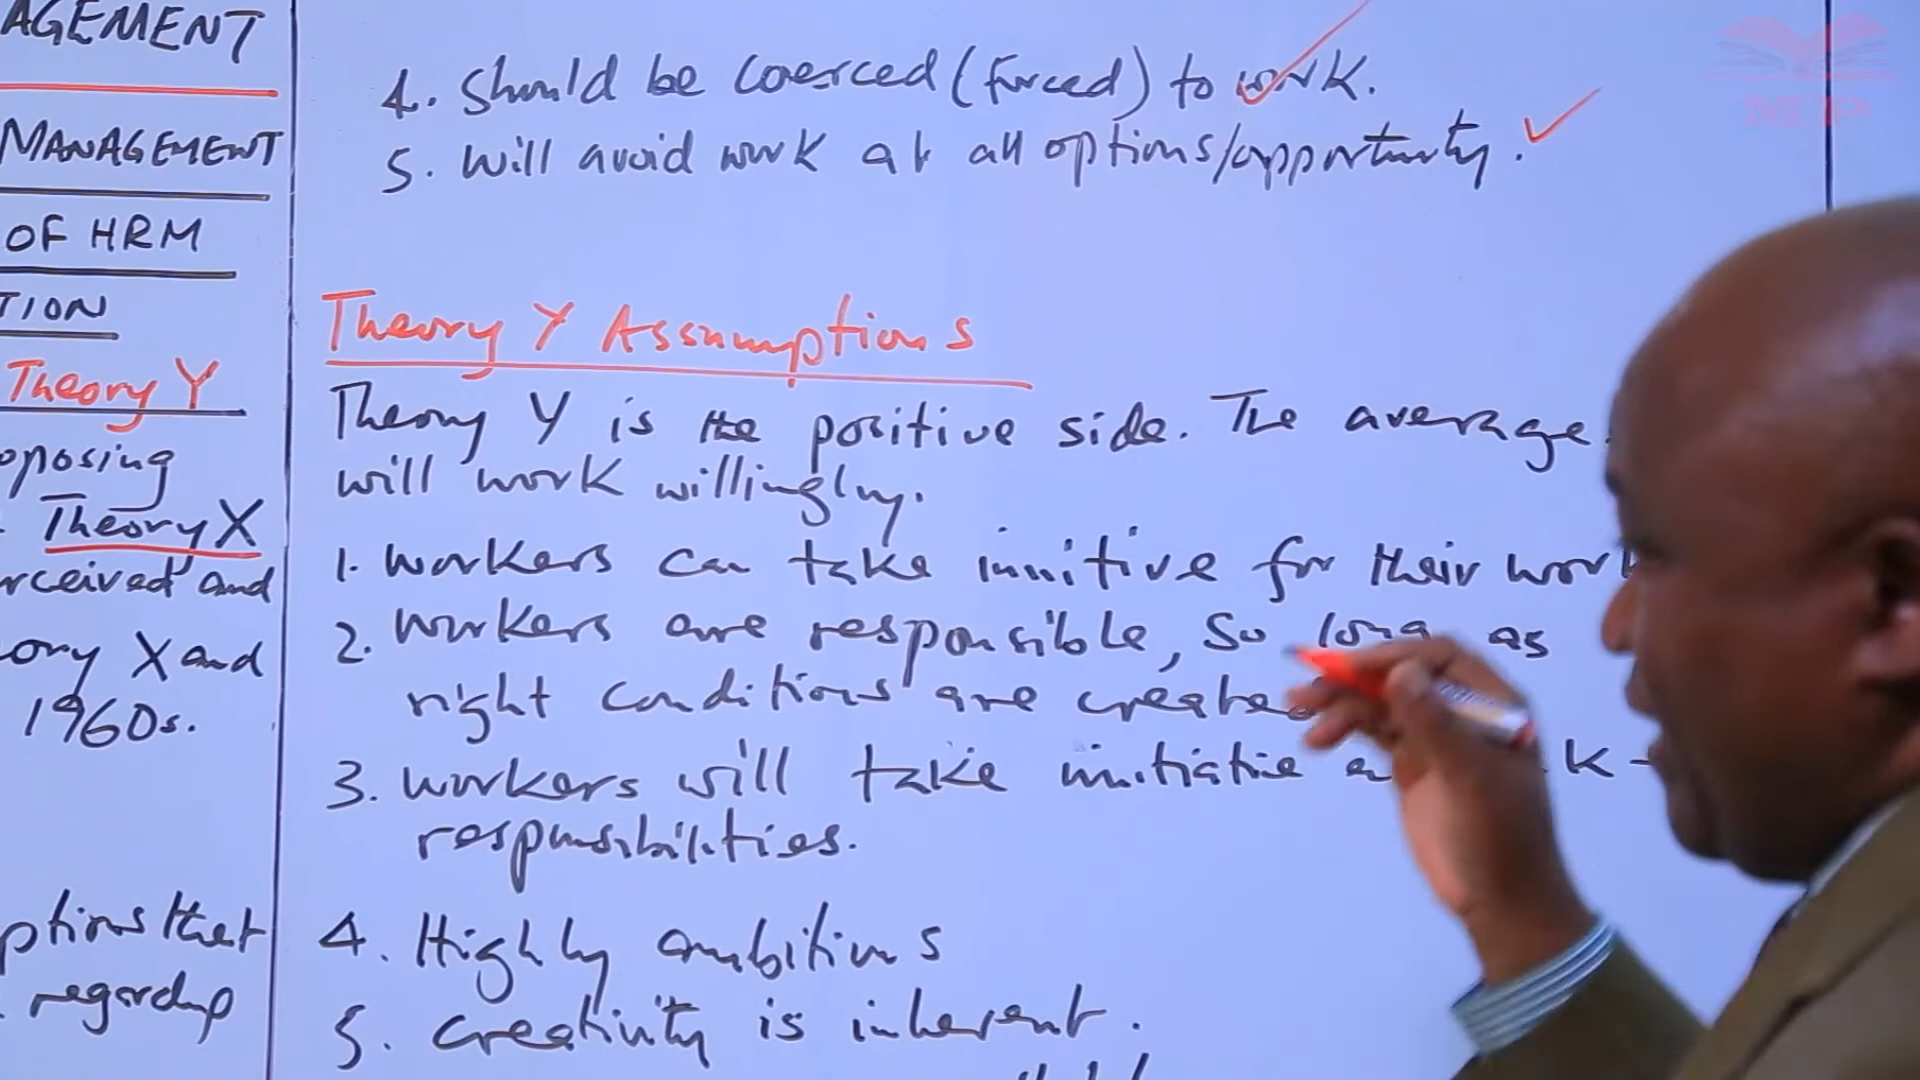 AGEMENT
MANAGEMENT
OF HRM
TION
Theory Y
pposing
Theory X
rceived and
ory X and
1960s.
ptions that
regarding
4. Should be coerced (forced) to work.
5. Will avoid work at all options/opportunity.
Theory Y Assumptions
Theory Y is the positive side. The average
will work willingly.
1. Workers can take innitive for their work
2. Workers are responsible, So long as
right conditions are created
3. Workers will take initiative
responsibilities.
4. Highly ambitious
5. Creativity is inherent.